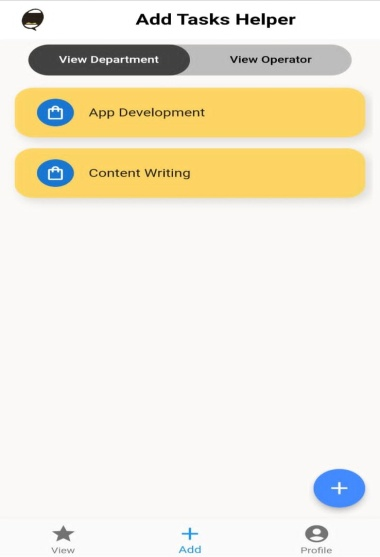 Add Tasks Helper
View Department
View Operator
App Development
Content Writing
View
Add
Profile